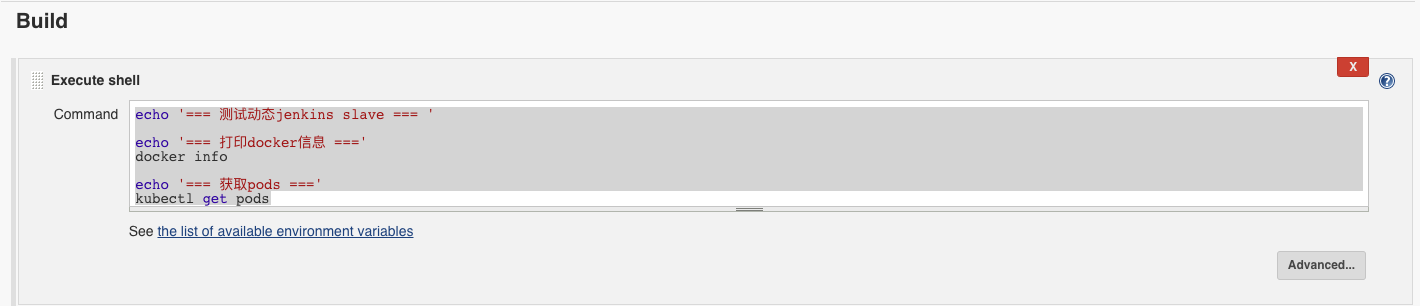 Build
X
Execute shell
?
Command
echo '=== 测试动态jenkins slave === '
echo '=== 打印docker信息 ==='
docker info
echo '=== 获取pods ==='
kubectl get pods
See the list of available environment variables
Advanced...